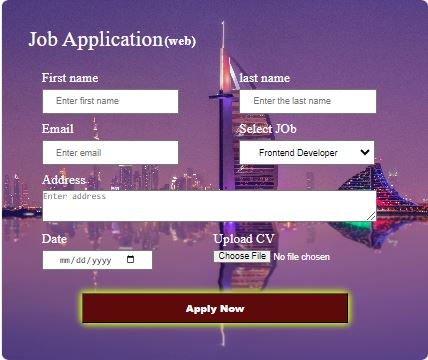 Job Application(web)
First name last name
Enter first name Enter the last name
Email Select JOb
Enter email Frontend Developer
Address
Enter address
Date Upload CV
mm/dd/yyyy Choose File No file chosen
Apply Now